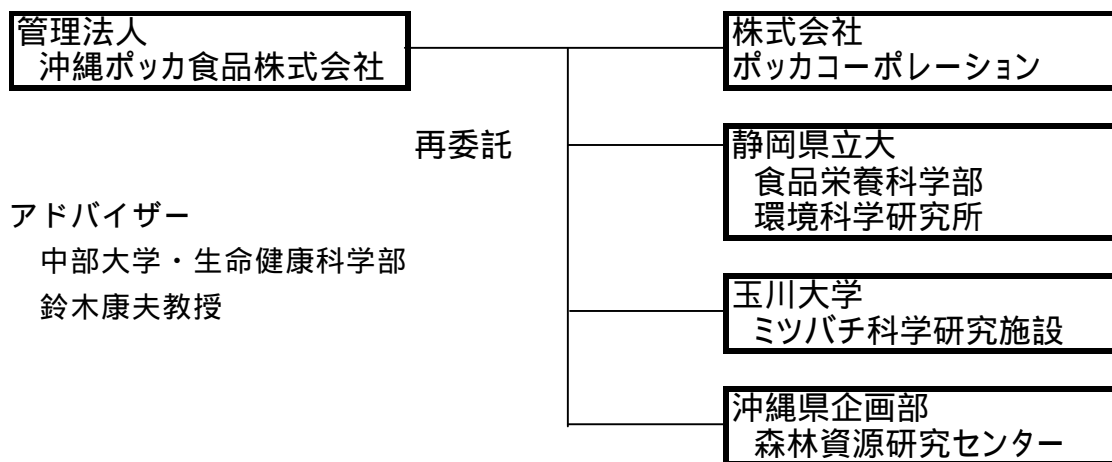 管理法人
沖縄ポッカ食品株式会社
株式会社
ポッカコーポレーション
再委託
静岡県立大
食品栄養科学部
環境科学研究所
アドバイザー
中部大学・生命健康科学部
鈴木康夫教授
玉川大学
ミツバチ科学研究施設
沖縄県企画部
森林資源研究センター